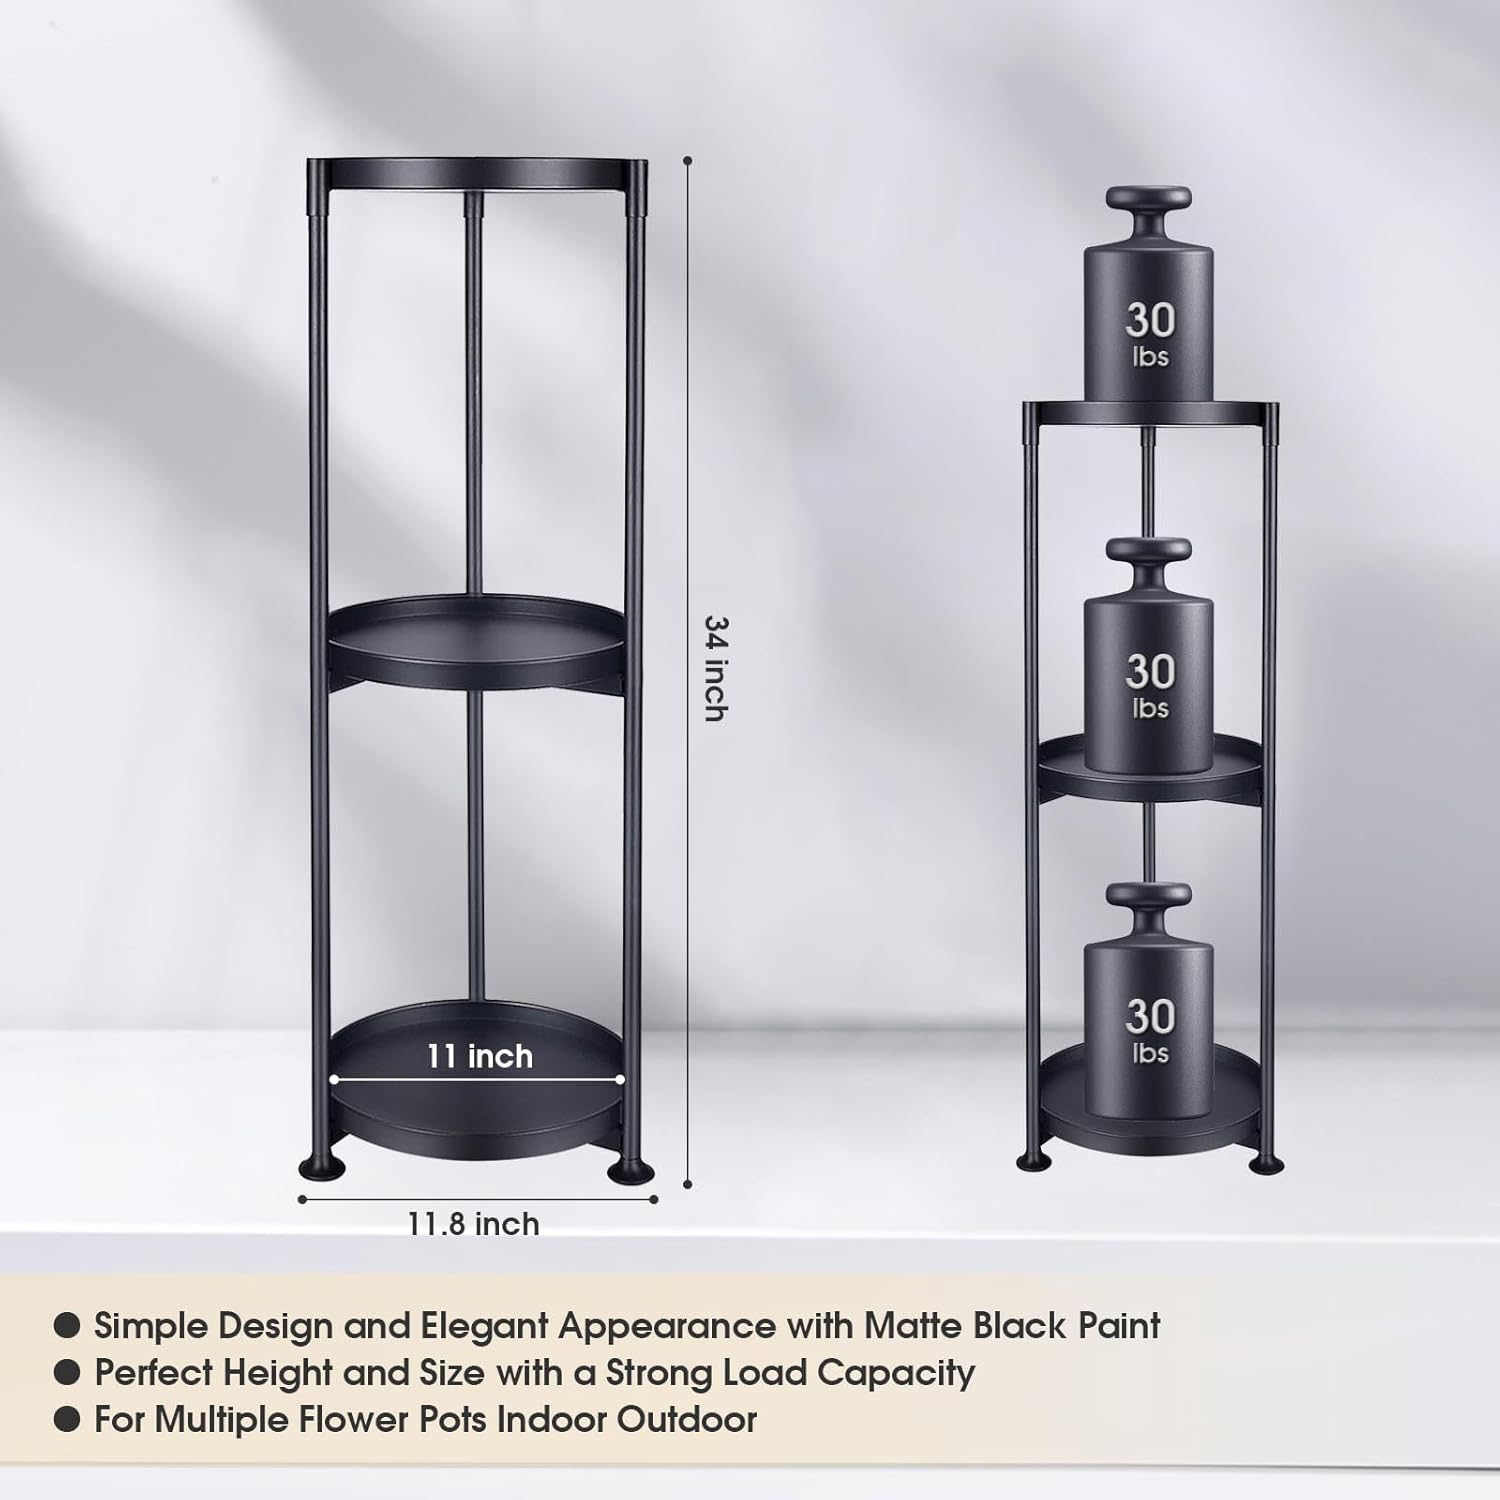 30
lbs
30
lbs
34 inch
30
lbs
11 inch
11.8 inch
● Simple Design and Elegant Appearance with Matte Black Paint
● Perfect Height and Size with a Strong Load Capacity
● For Multiple Flower Pots Indoor Outdoor